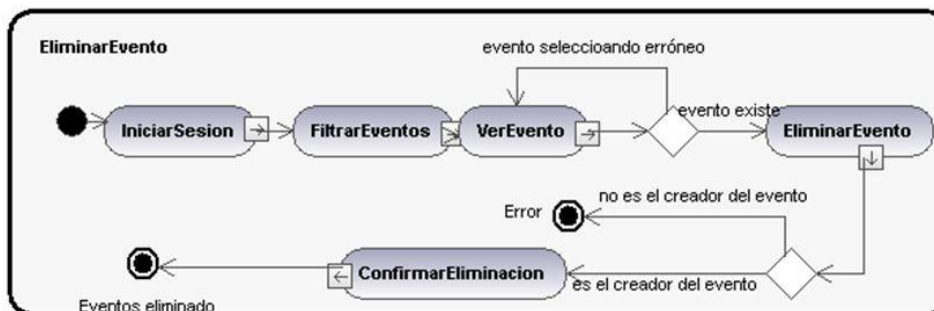 EliminarEvento
evento seleccioando erróneo
IniciarSesion
FiltrarEventos
VerEvento
evento existe
EliminarEvento
no es el creador del evento
Error
ConfirmarEliminacion
es el creador del evento
Eventos eliminado